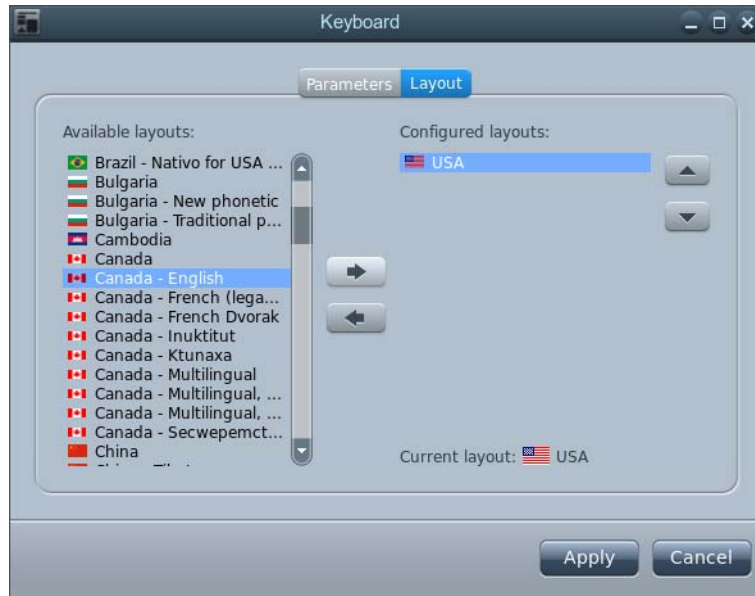 Keyboard
Parameters
Layout
Available layouts:
Brazil - Nativo for USA ...
Bulgaria
Bulgaria - New phonetic
Bulgaria - Traditional p...
Cambodia
Canada
Canada - English
Canada - French (lega...
Canada - French Dvorak
Canada - Inuktitut
Canada - Ktunaxa
Canada - Multilingual
Canada - Multilingual, ...
Canada - Multilingual, ...
Canada - Secwepemct...
China
Configured layouts:
USA
Current layout: USA
Apply
Cancel